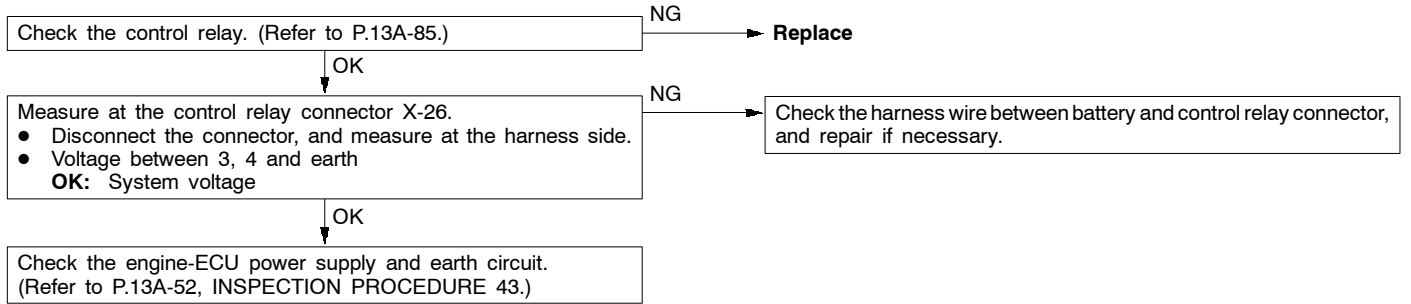 Check the control relay. (Refer to P.13A-85.)
NG
Replace
OK
Measure at the control relay connector X-26.
● Disconnect the connector, and measure at the harness side.
● Voltage between 3, 4 and earth
OK: System voltage
NG
Check the harness wire between battery and control relay connector,
and repair if necessary.
OK
Check the engine-ECU power supply and earth circuit.
(Refer to P.13A-52, INSPECTION PROCEDURE 43.)